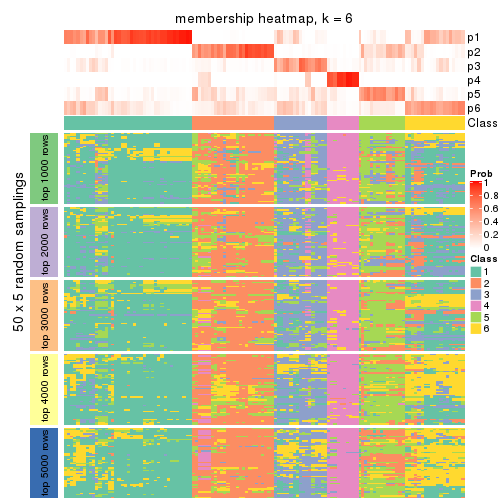 membership heatmap, k = 6
p1
p2
p3
p4
p5
p6
Class
50 x 5 random samplings
top 1000 rows
top 2000 rows
top 3000 rows
top 4000 rows
top 5000 rows
Prob
1
0.8
0.6
0.4
0.2
0
Class
1
2
3
4
5
6